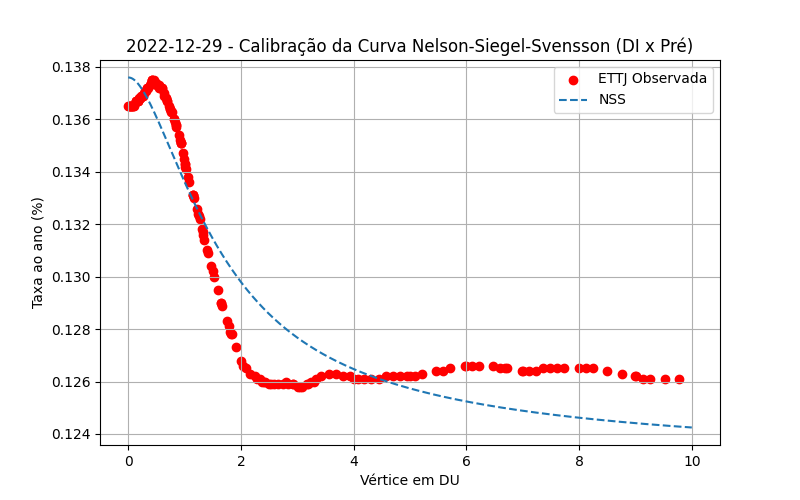 2022-12-29 - Calibração da Curva Nelson-Siegel-Svensson (DI x Pré)
ETTJ Observada
NSS
Taxa ao ano (%)
0.138
0.136
0.134
0.132
0.130
0.128
0.126
0.124
0 2 4 6 8 10
Vértice em DU